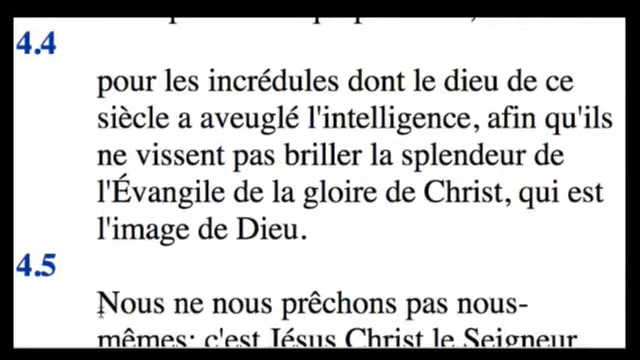 4.4
pour les incrédules dont le dieu de ce
siècle a aveuglé l'intelligence, afin qu'ils
ne vissent pas briller la splendeur de
l'Évangile de la gloire de Christ, qui est
l'image de Dieu.
4.5
Nous ne nous prêchons pas nous-
mêmes; c'est Jésus Christ le Seigneur